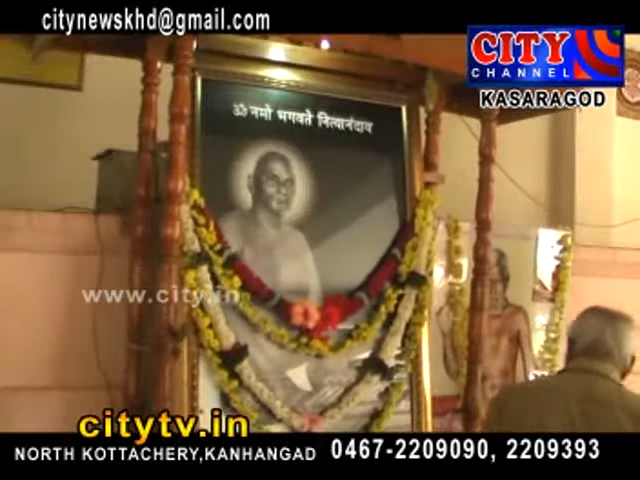 citynewskhd@gmail.com
CITY
CHANNEL
KASARAGOD
ॐ नमो भगवते नित्यानंदाय
www.city.in
CITY
citytv.in
NORTH KOTTACHERY,KANHANGAD 0467-2209090, 2209393